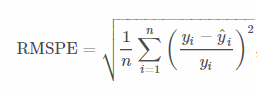 RMSPE = \sqrt{\frac{1}{n} \sum_{i=1}^{n} \left( \frac{y_i - \hat{y}_i}{y_i} \right)^2},